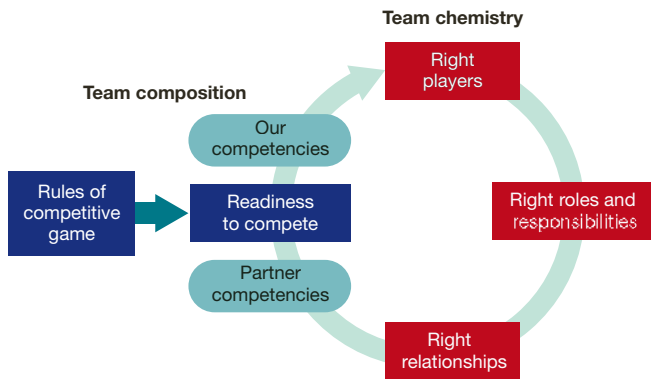 Team chemistry
Right
players
Team composition
Our
competencies
Rules of
competitive
game
Readiness
to compete
Right roles and
responsibilities
Partner
competencies
Right
relationships